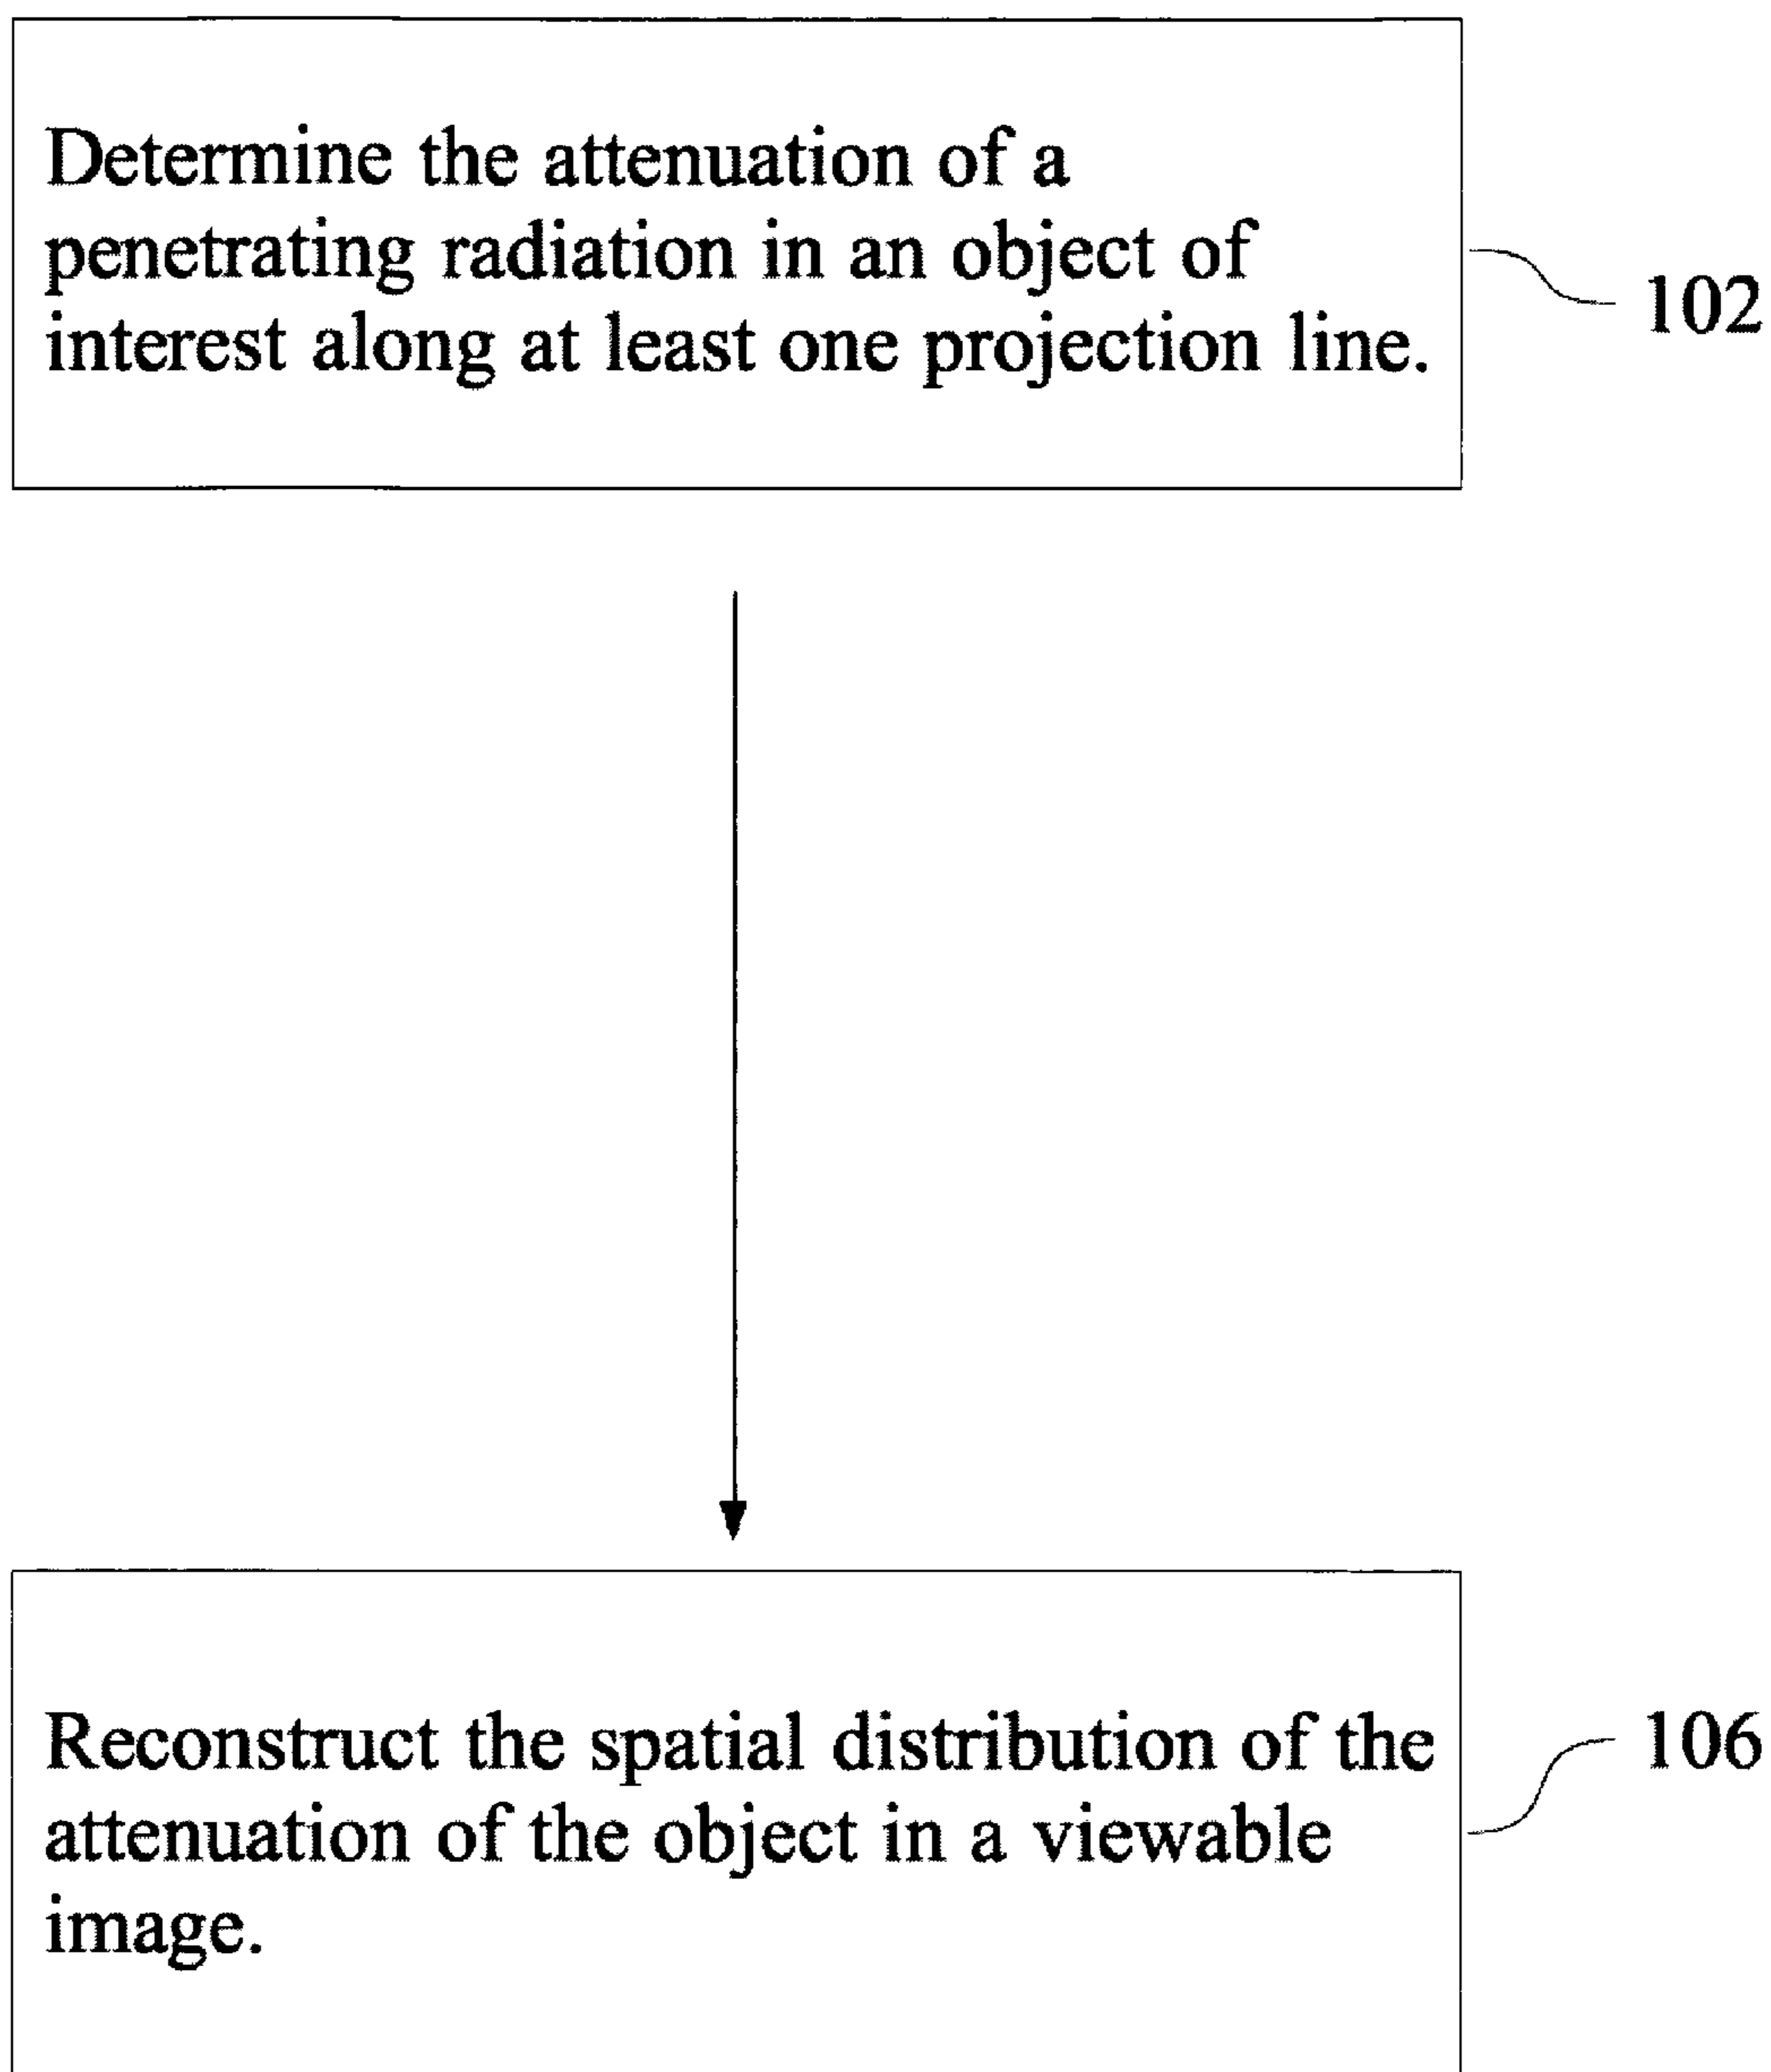 Determine the attenuation of a
penetrating radiation in an object of
interest along at least one projection line.
102
Reconstruct the spatial distribution of the
attenuation of the object in a viewable
image.
106